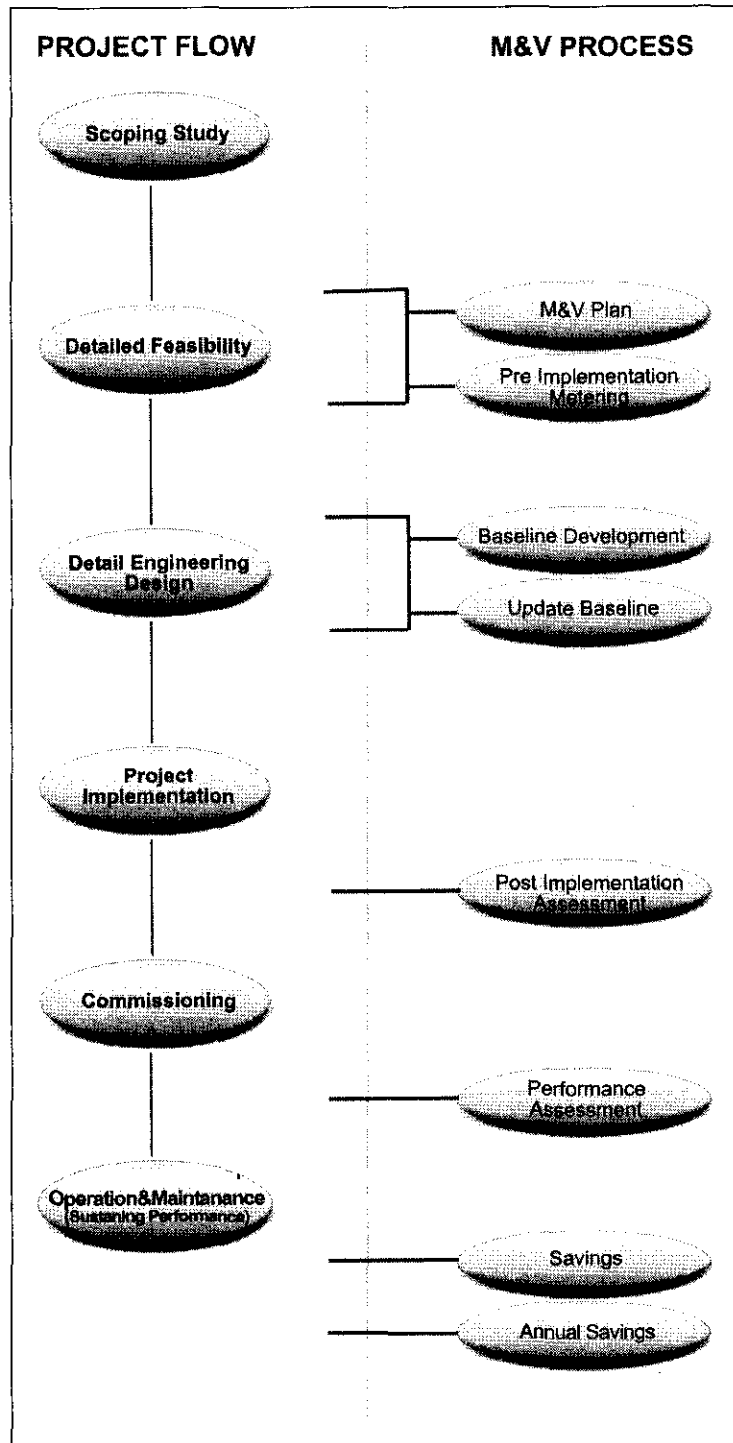 PROJECT FLOW
M&V PROCESS
Scoping Study
Detailed Feasibility
M&V Plan
Pre Implementation
Metering
Detail Engineering
Design
Baseline Development
Update Baseline
Project
Implementation
Post Implementation
Assessment
Commissioning
Performance
Assessment
Operation&Maintanance
(Sustaning Performance)
Savings
Annual Savings